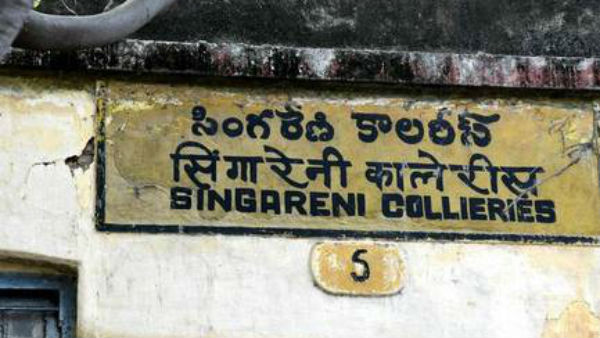 సింగరేణి కాలరీస్
सिंगारेनी कालेरीस
SINGARENI COLLIERIES
5